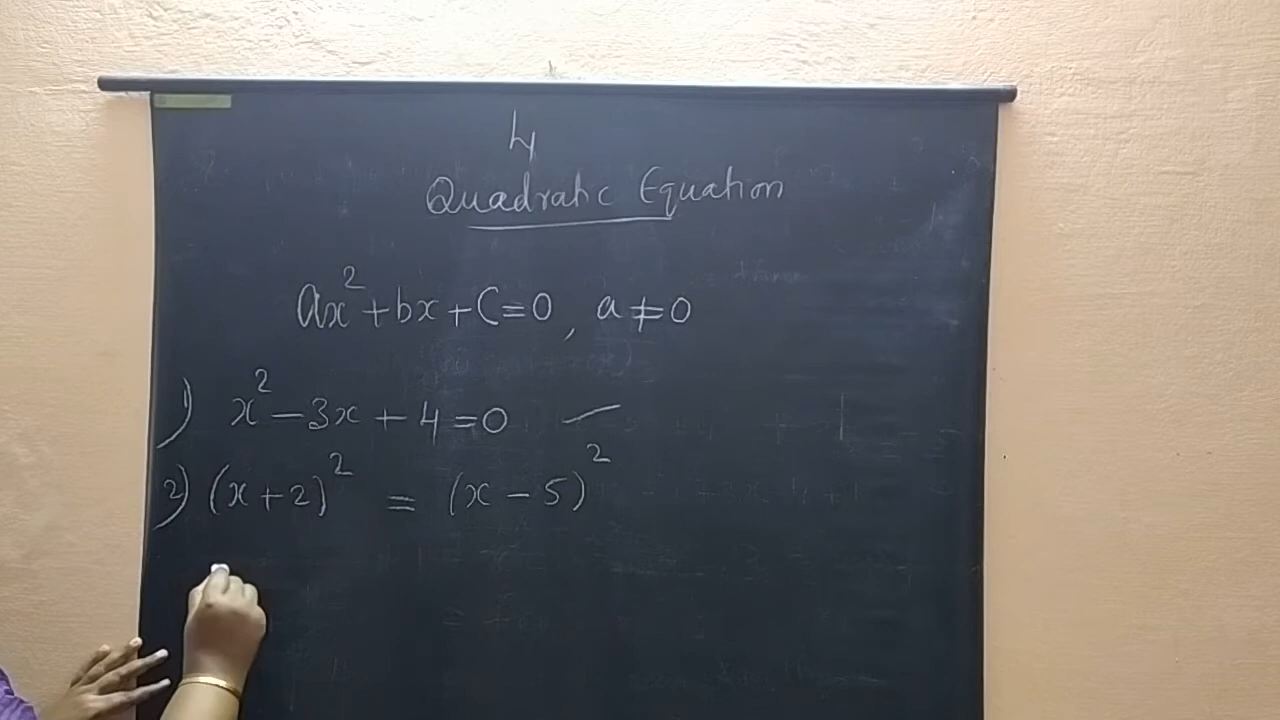 4
Quadratic Equation
ax² + bx + c = 0, a ≠ 0
1) x² - 3x + 4 = 0
2) (x + 2)² = (x - 5)²